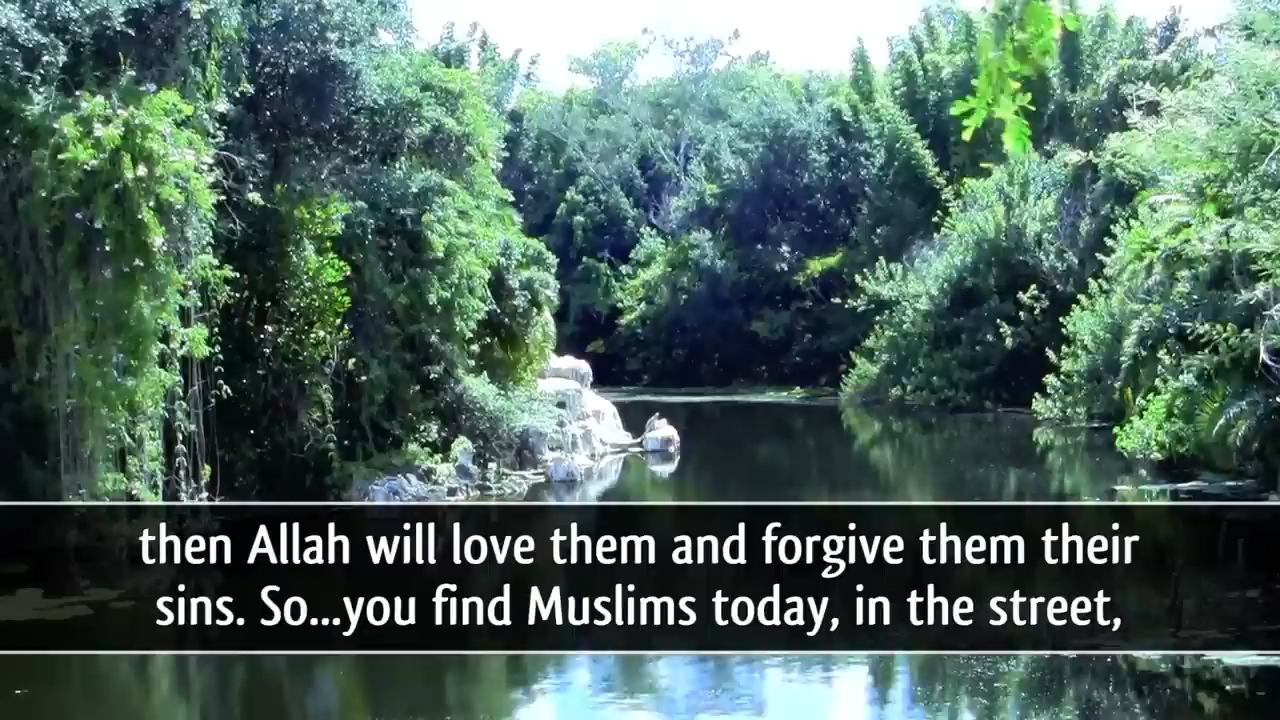 then Allah will love them and forgive them their
sins. So...you find Muslims today, in the street,